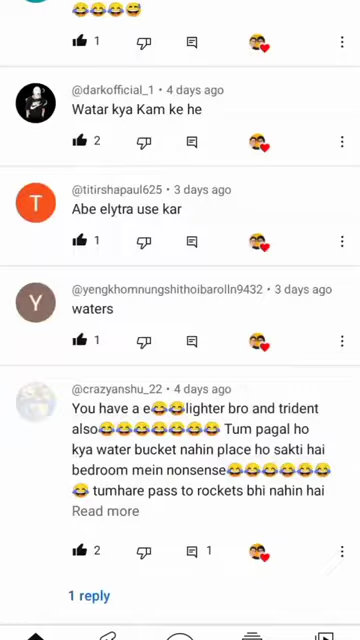 😂😂😂😅
1
@darkofficial_1 • 4 days ago
Watar kya Kam ke he
2
@titirshapaul625 • 3 days ago
T
Abe elytra use kar
1
@yengkhomnungshithoibarolln9432 • 3 days ago
Y
waters
1
@crazyanshu_22 • 4 days ago
You have a e😂😂lighter bro and trident
also😂😂😂😂😂😂😂 Tum pagal ho
kya water bucket nahin place ho sakti hai
bedroom mein nonsense😂😂😂😂😂😂
😂 tumhare pass to rockets bhi nahin hai
Read more
2 1
1 reply